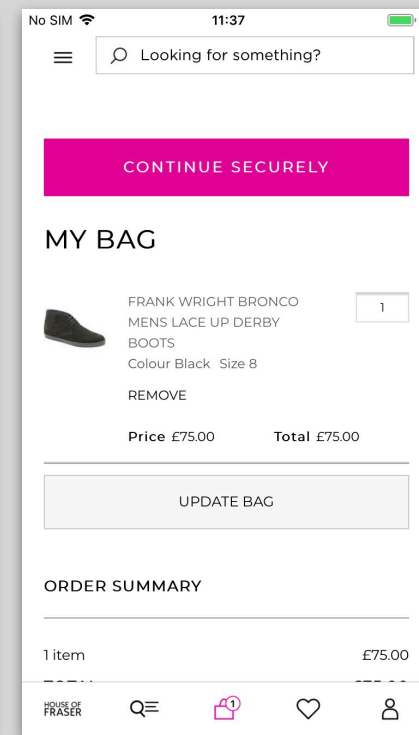 No SIM 11:37
Looking for something?
CONTINUE SECURELY
MY BAG
FRANK WRIGHT BRONCO 1
MENS LACE UP DERBY
BOOTS
Colour Black Size 8
REMOVE
Price £75.00 Total £75.00
UPDATE BAG
ORDER SUMMARY
1 item £75.00
HOUSE OF
FRASER
1